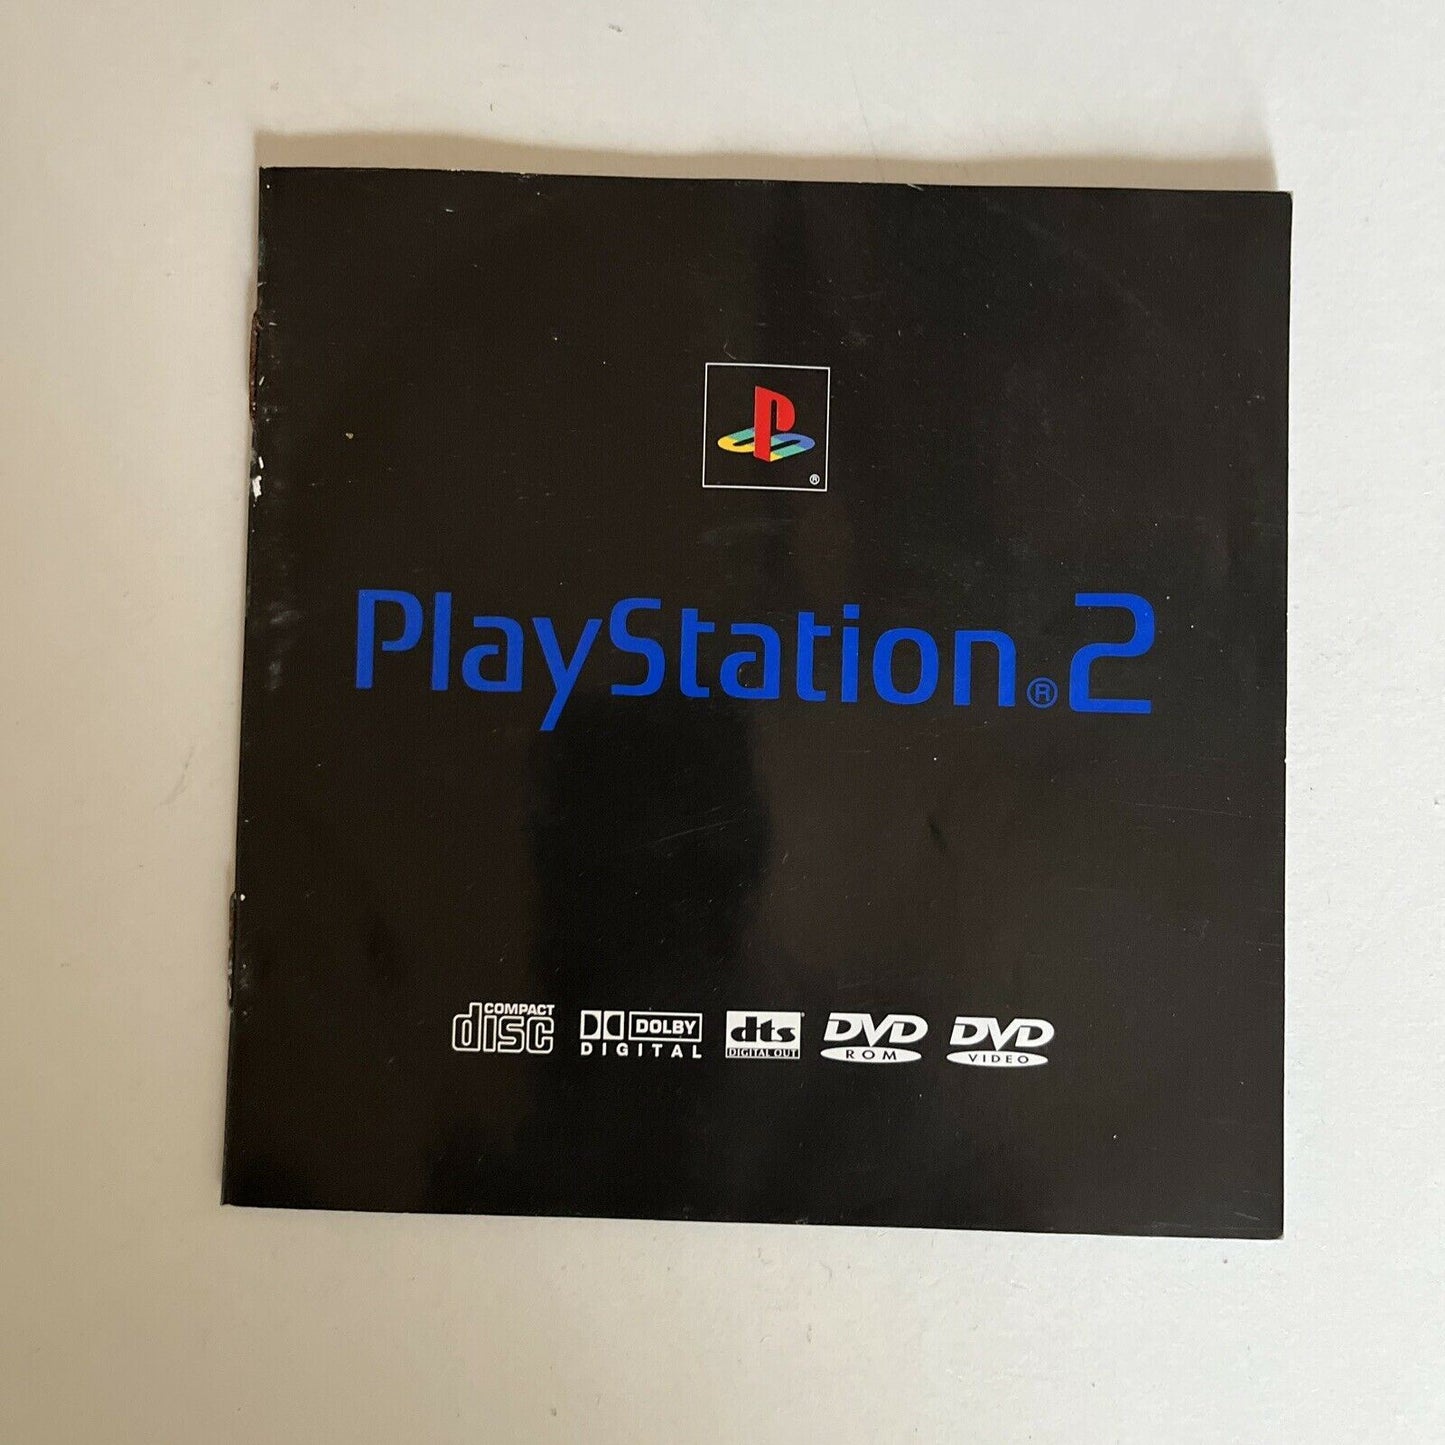 ®
PlayStation®2
COMPACT disc DOLBY DIGITAL dts DIGITAL OUT DVD ROM DVD VIDEO